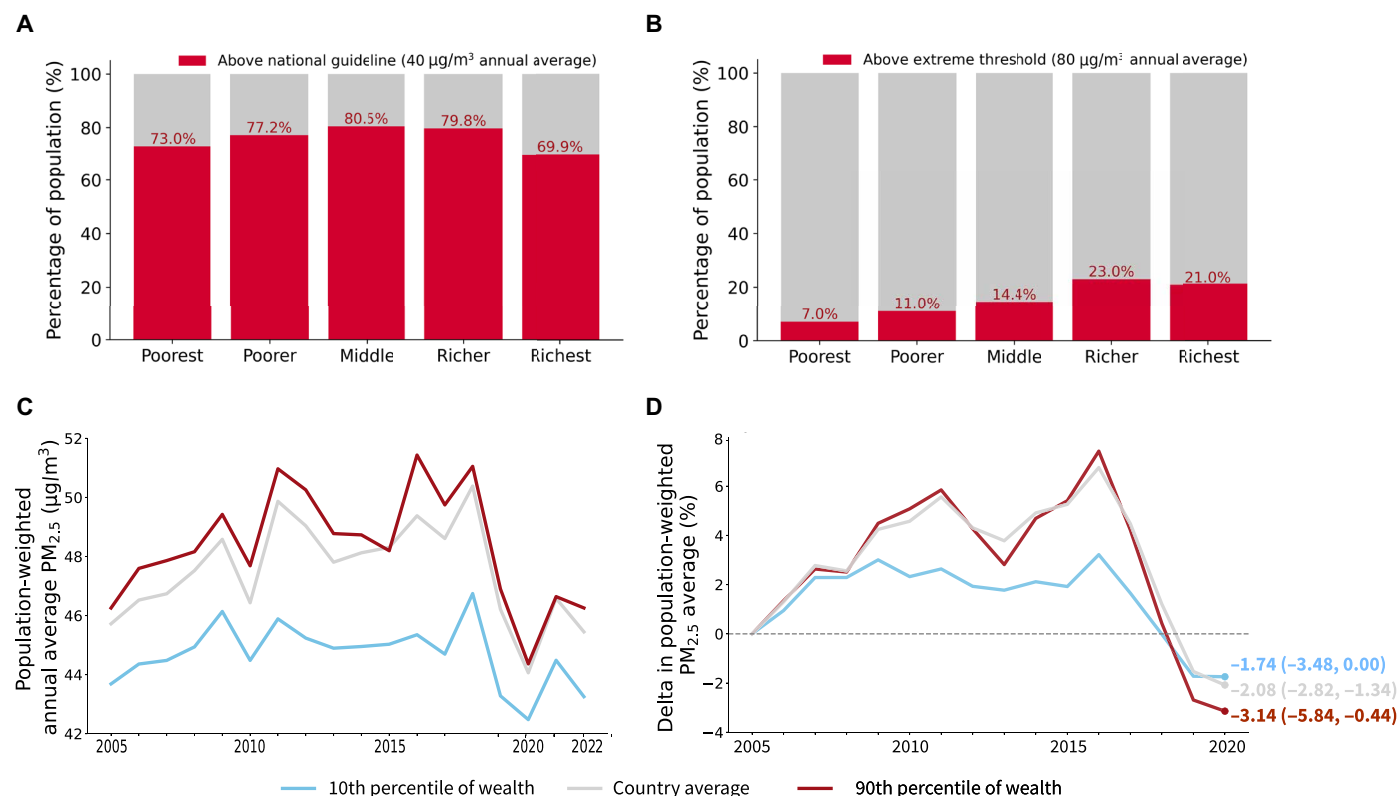 A
Above national guideline (40 µg/m³ annual average)
Percentage of population (%)
100
80
60
40
20
0
73.0%
77.2%
80.5%
79.8%
69.9%
Poorest
Poorer
Middle
Richer
Richest
B
Above extreme threshold (80 µg/m³ annual average)
Percentage of population (%)
100
80
60
40
20
0
7.0%
11.0%
14.4%
23.0%
21.0%
Poorest
Poorer
Middle
Richer
Richest
C
Population-weighted
annual average PM2.5 (µg/m³)
52
50
48
46
44
42
2005
2010
2015
2020
2022
D
Delta in population-weighted
PM2.5 average (%)
8
6
4
2
0
−2
−4
2005
2010
2015
2020
−1.74 (−3.48, 0.00)
−2.08 (−2.82, −1.34)
−3.14 (−5.84, −0.44)
10th percentile of wealth
Country average
90th percentile of wealth